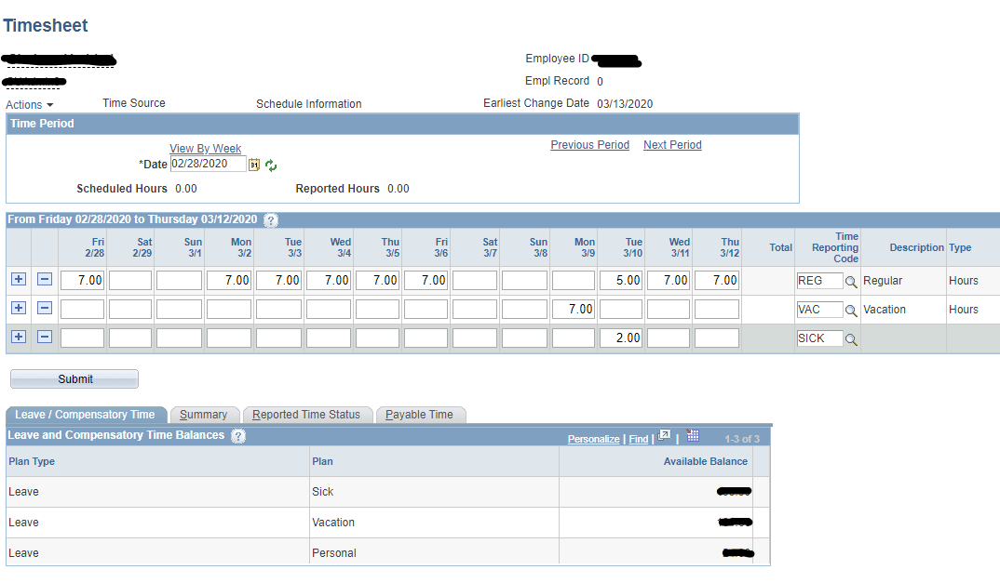 Timesheet
Employee ID
Empl Record 0
Actions Time Source Schedule Information Earliest Change Date 03/13/2020
Time Period
View By Week Previous Period Next Period
*Date 02/28/2020 31
Scheduled Hours 0.00 Reported Hours 0.00
From Friday 02/28/2020 to Thursday 03/12/2020 ?
Fri 2/28 Sat 2/29 Sun 3/1 Mon 3/2 Tue 3/3 Wed 3/4 Thu 3/5 Fri 3/6 Sat 3/7 Sun 3/8 Mon 3/9 Tue 3/10 Wed 3/11 Thu 3/12 Total Time Reporting Code Description Type
+ − 7.00 7.00 7.00 7.00 7.00 7.00 5.00 7.00 7.00 REG Regular Hours
+ − 7.00 VAC Vacation Hours
+ − 2.00 SICK
Submit
Leave / Compensatory Time Summary Reported Time Status Payable Time
Leave and Compensatory Time Balances ? Personalize | Find | | 1-3 of 3
Plan Type Plan Available Balance
Leave Sick
Leave Vacation
Leave Personal